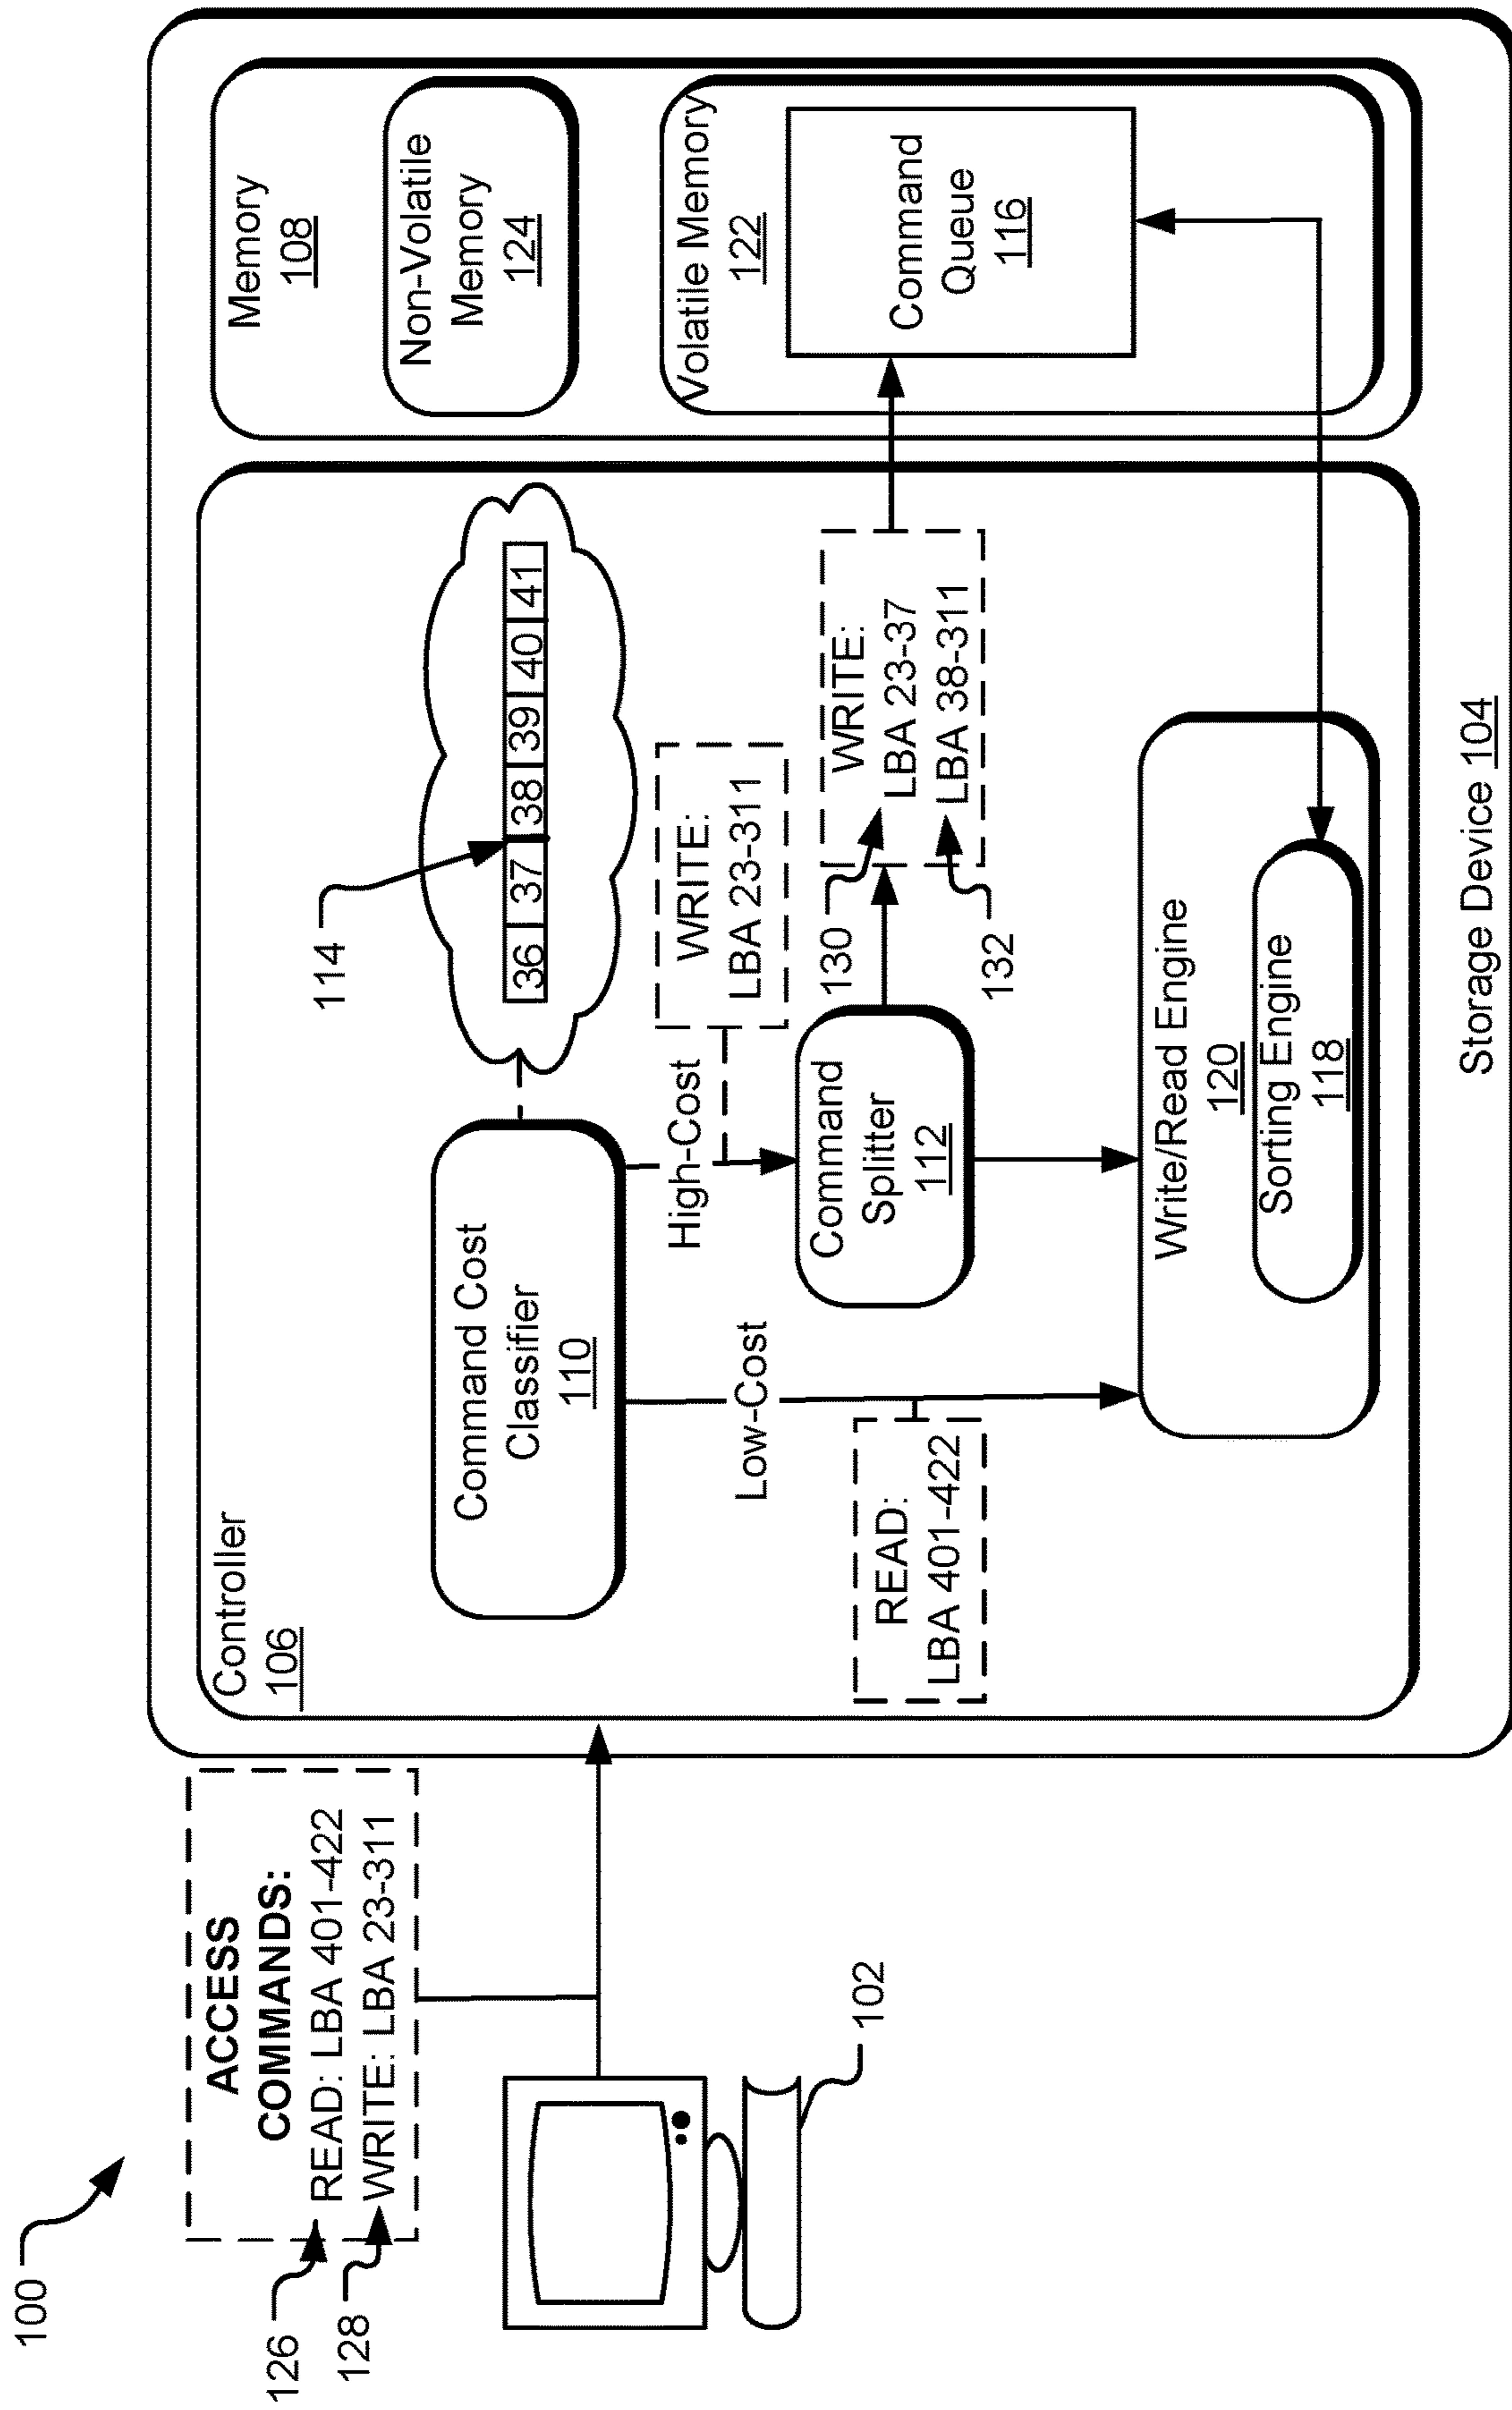 100
126
128
ACCESS
COMMANDS:
READ: LBA 401-422
WRITE: LBA 23-311
102
Controller
106
Command Cost
Classifier
110
114
36 37 38 39 40 41
Low-Cost
High-Cost
WRITE:
LBA 23-311
READ:
LBA 401-422
Command
Splitter
112
130
132
WRITE:
LBA 23-37
LBA 38-311
Write/Read Engine
120
Sorting Engine
118
Memory
108
Non-Volatile
Memory
124
Volatile Memory
122
Command
Queue
116
Storage Device 104